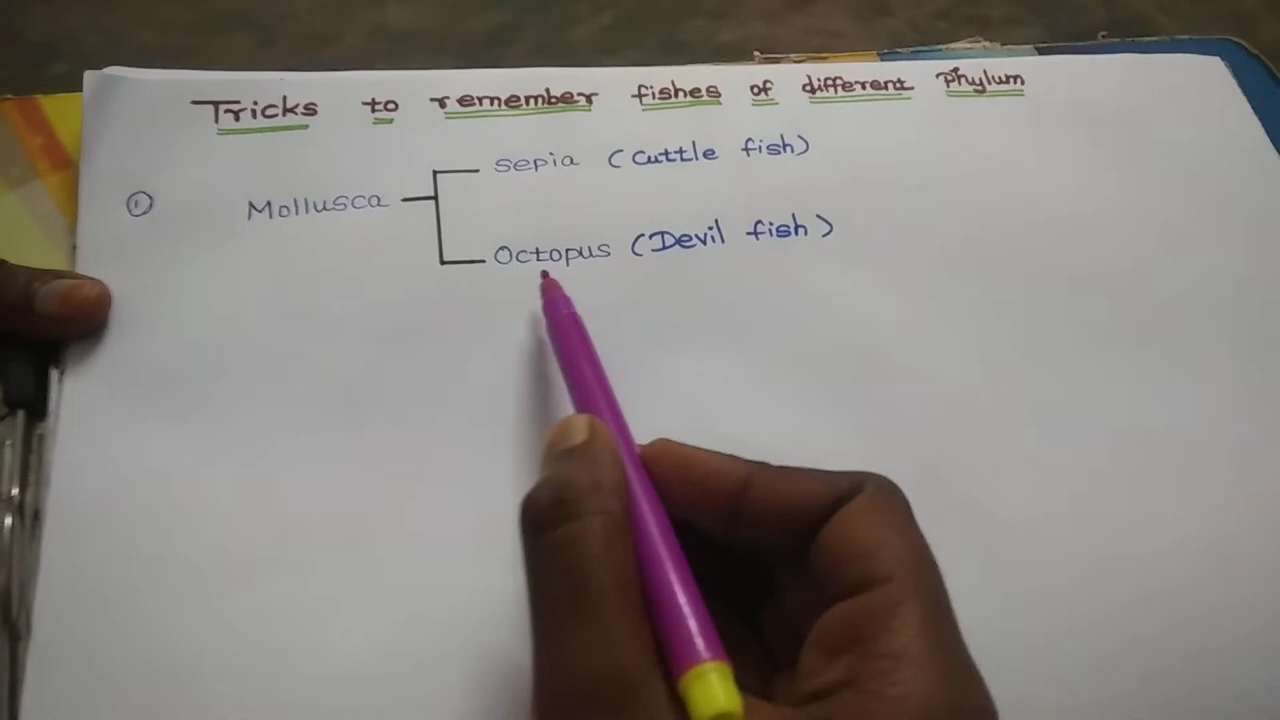 Tricks to remember fishes of different Phylum
① Mollusca
Sepia (Cuttle fish)
Octopus (Devil fish)